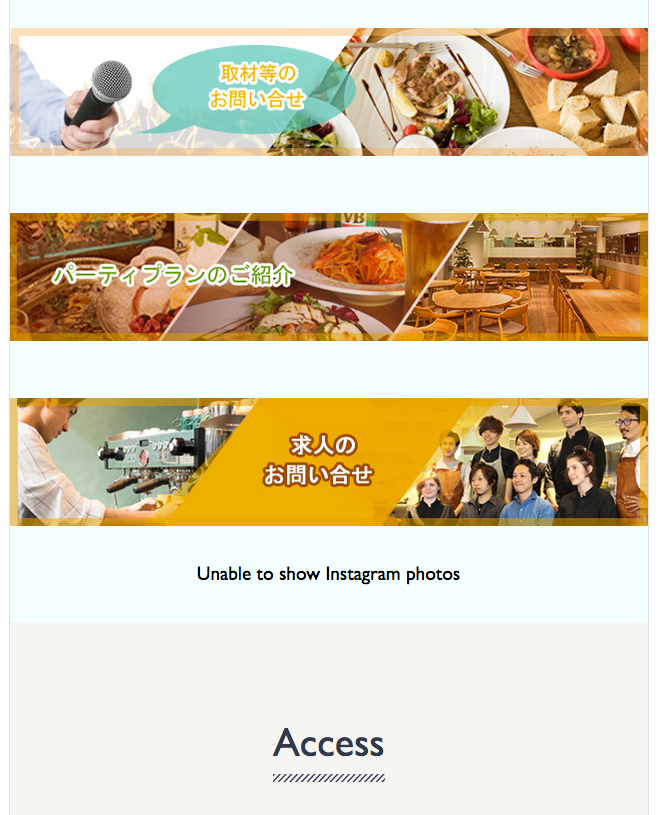 取材等の
お問い合せ
VB
パーティプランのご紹介
求人の
お問い合せ
Unable to show Instagram photos
Access